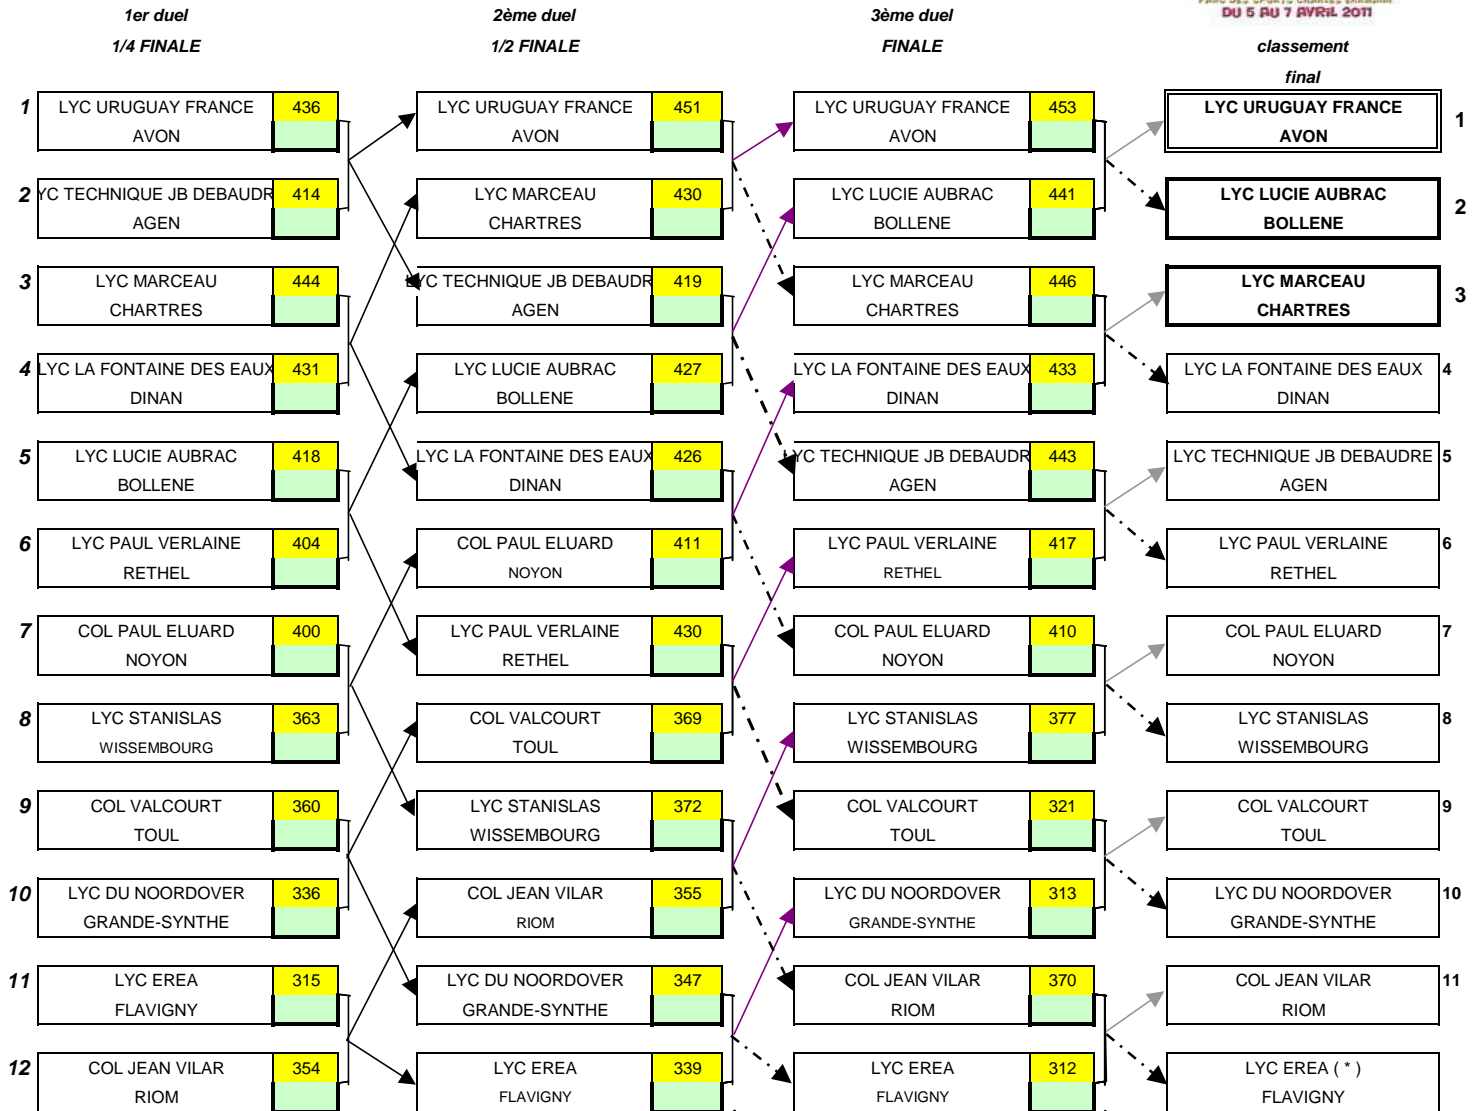 PARC DES SPORTS CHARLES EHRMANN
DU 5 AU 7 AVRIL 2011
1er duel
2ème duel
3ème duel
1/4 FINALE
1/2 FINALE
FINALE
classement
final
1 LYC URUGUAY FRANCE 436 LYC URUGUAY FRANCE 451 LYC URUGUAY FRANCE 453 LYC URUGUAY FRANCE 1
AVON AVON AVON AVON
2 YC TECHNIQUE JB DEBAUDR 414 LYC MARCEAU 430 LYC LUCIE AUBRAC 441 LYC LUCIE AUBRAC 2
AGEN CHARTRES BOLLENE BOLLENE
3 LYC MARCEAU 444 LYC TECHNIQUE JB DEBAUDR 419 LYC MARCEAU 446 LYC MARCEAU 3
CHARTRES AGEN CHARTRES CHARTRES
4 LYC LA FONTAINE DES EAUX 431 LYC LUCIE AUBRAC 427 LYC LA FONTAINE DES EAUX 433 LYC LA FONTAINE DES EAUX 4
DINAN BOLLENE DINAN DINAN
5 LYC LUCIE AUBRAC 418 LYC LA FONTAINE DES EAUX 426 YC TECHNIQUE JB DEBAUDR 443 LYC TECHNIQUE JB DEBAUDRE 5
BOLLENE DINAN AGEN AGEN
6 LYC PAUL VERLAINE 404 COL PAUL ELUARD 411 LYC PAUL VERLAINE 417 LYC PAUL VERLAINE 6
RETHEL NOYON RETHEL RETHEL
7 COL PAUL ELUARD 400 LYC PAUL VERLAINE 430 COL PAUL ELUARD 410 COL PAUL ELUARD 7
NOYON RETHEL NOYON NOYON
8 LYC STANISLAS 363 COL VALCOURT 369 LYC STANISLAS 377 LYC STANISLAS 8
WISSEMBOURG TOUL WISSEMBOURG WISSEMBOURG
9 COL VALCOURT 360 LYC STANISLAS 372 COL VALCOURT 321 COL VALCOURT 9
TOUL WISSEMBOURG TOUL TOUL
10 LYC DU NOORDOVER 336 COL JEAN VILAR 355 LYC DU NOORDOVER 313 LYC DU NOORDOVER 10
GRANDE-SYNTHE RIOM GRANDE-SYNTHE GRANDE-SYNTHE
11 LYC EREA 315 LYC DU NOORDOVER 347 COL JEAN VILAR 370 COL JEAN VILAR 11
FLAVIGNY GRANDE-SYNTHE RIOM RIOM
12 COL JEAN VILAR 354 LYC EREA 339 LYC EREA 312 LYC EREA ( * )
RIOM FLAVIGNY FLAVIGNY FLAVIGNY